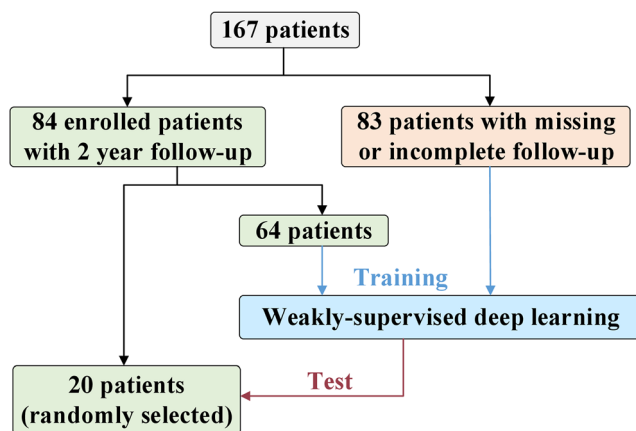 167 patients
84 enrolled patients
with 2 year follow-up
83 patients with missing
or incomplete follow-up
64 patients
Training
Weakly-supervised deep learning
Test
20 patients
(randomly selected)